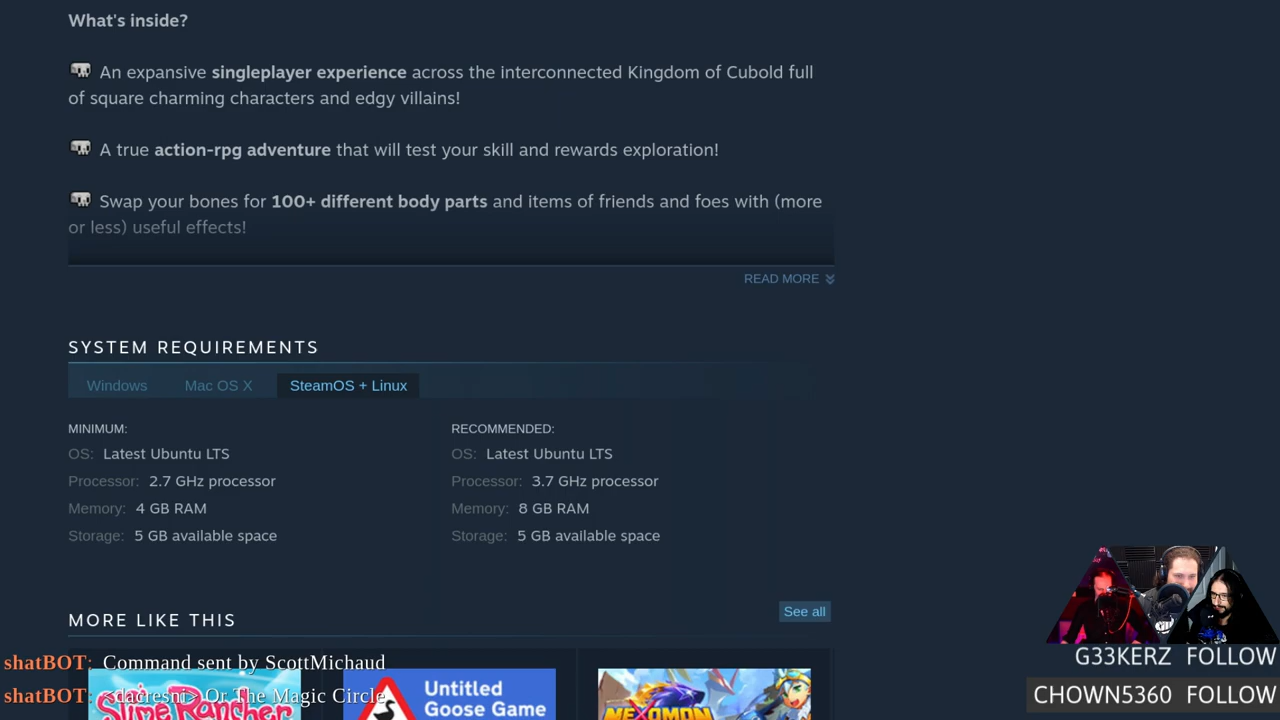 What's inside?
An expansive singleplayer experience across the interconnected Kingdom of Cubold full
of square charming characters and edgy villains!
A true action-rpg adventure that will test your skill and rewards exploration!
Swap your bones for 100+ different body parts and items of friends and foes with (more
or less) useful effects!
READ MORE
SYSTEM REQUIREMENTS
Windows Mac OS X SteamOS + Linux
MINIMUM:
OS: Latest Ubuntu LTS
Processor: 2.7 GHz processor
Memory: 4 GB RAM
Storage: 5 GB available space
RECOMMENDED:
OS: Latest Ubuntu LTS
Processor: 3.7 GHz processor
Memory: 8 GB RAM
Storage: 5 GB available space
MORE LIKE THIS
See all
shatBOT: Command sent by ScottMichaud
shatBOT: <dacresni> Or The Magic Circle
Slime Rancher
Untitled
Goose Game
NEXOMON
G33KERZ FOLLOW
CHOWN5360 FOLLOW